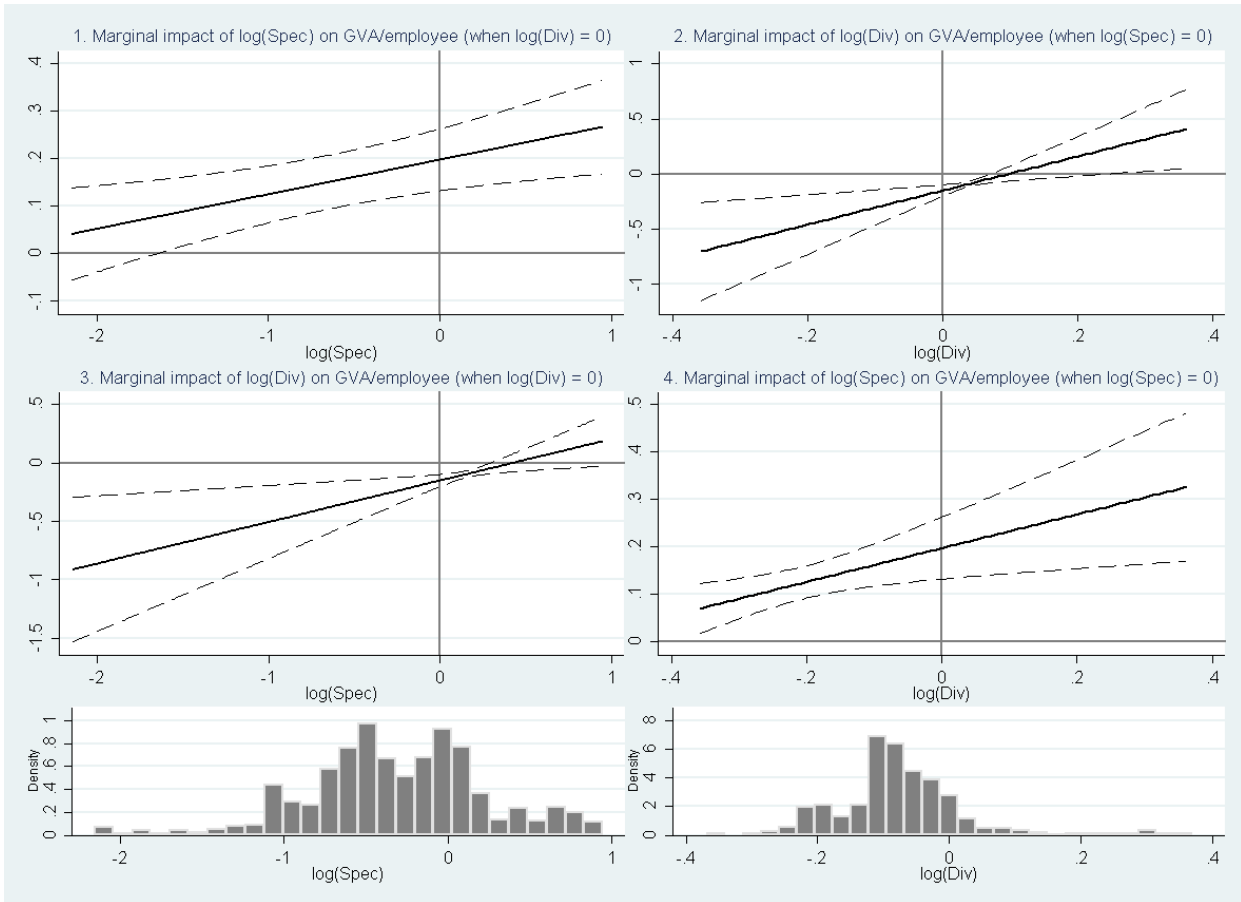 1. Marginal impact of log(Spec) on GVA/employee (when log(Div) = 0)
.4
.3
.2
.1
0
-.1
-2 -1 0 1
log(Spec)
2. Marginal impact of log(Div) on GVA/employee (when log(Spec) = 0)
1
.5
0
-.5
-1
-.4 -.2 0 .2 .4
log(Div)
3. Marginal impact of log(Div) on GVA/employee (when log(Div) = 0)
.5
0
-.5
-1
-1.5
-2 -1 0 1
log(Spec)
4. Marginal impact of log(Spec) on GVA/employee (when log(Spec) = 0)
.5
.4
.3
.2
.1
0
-.4 -.2 0 .2 .4
log(Div)
Density
1
.8
.6
.4
.2
0
-2 -1 0 1
log(Spec)
Density
8
6
4
2
0
-.4 -.2 0 .2 .4
log(Div)